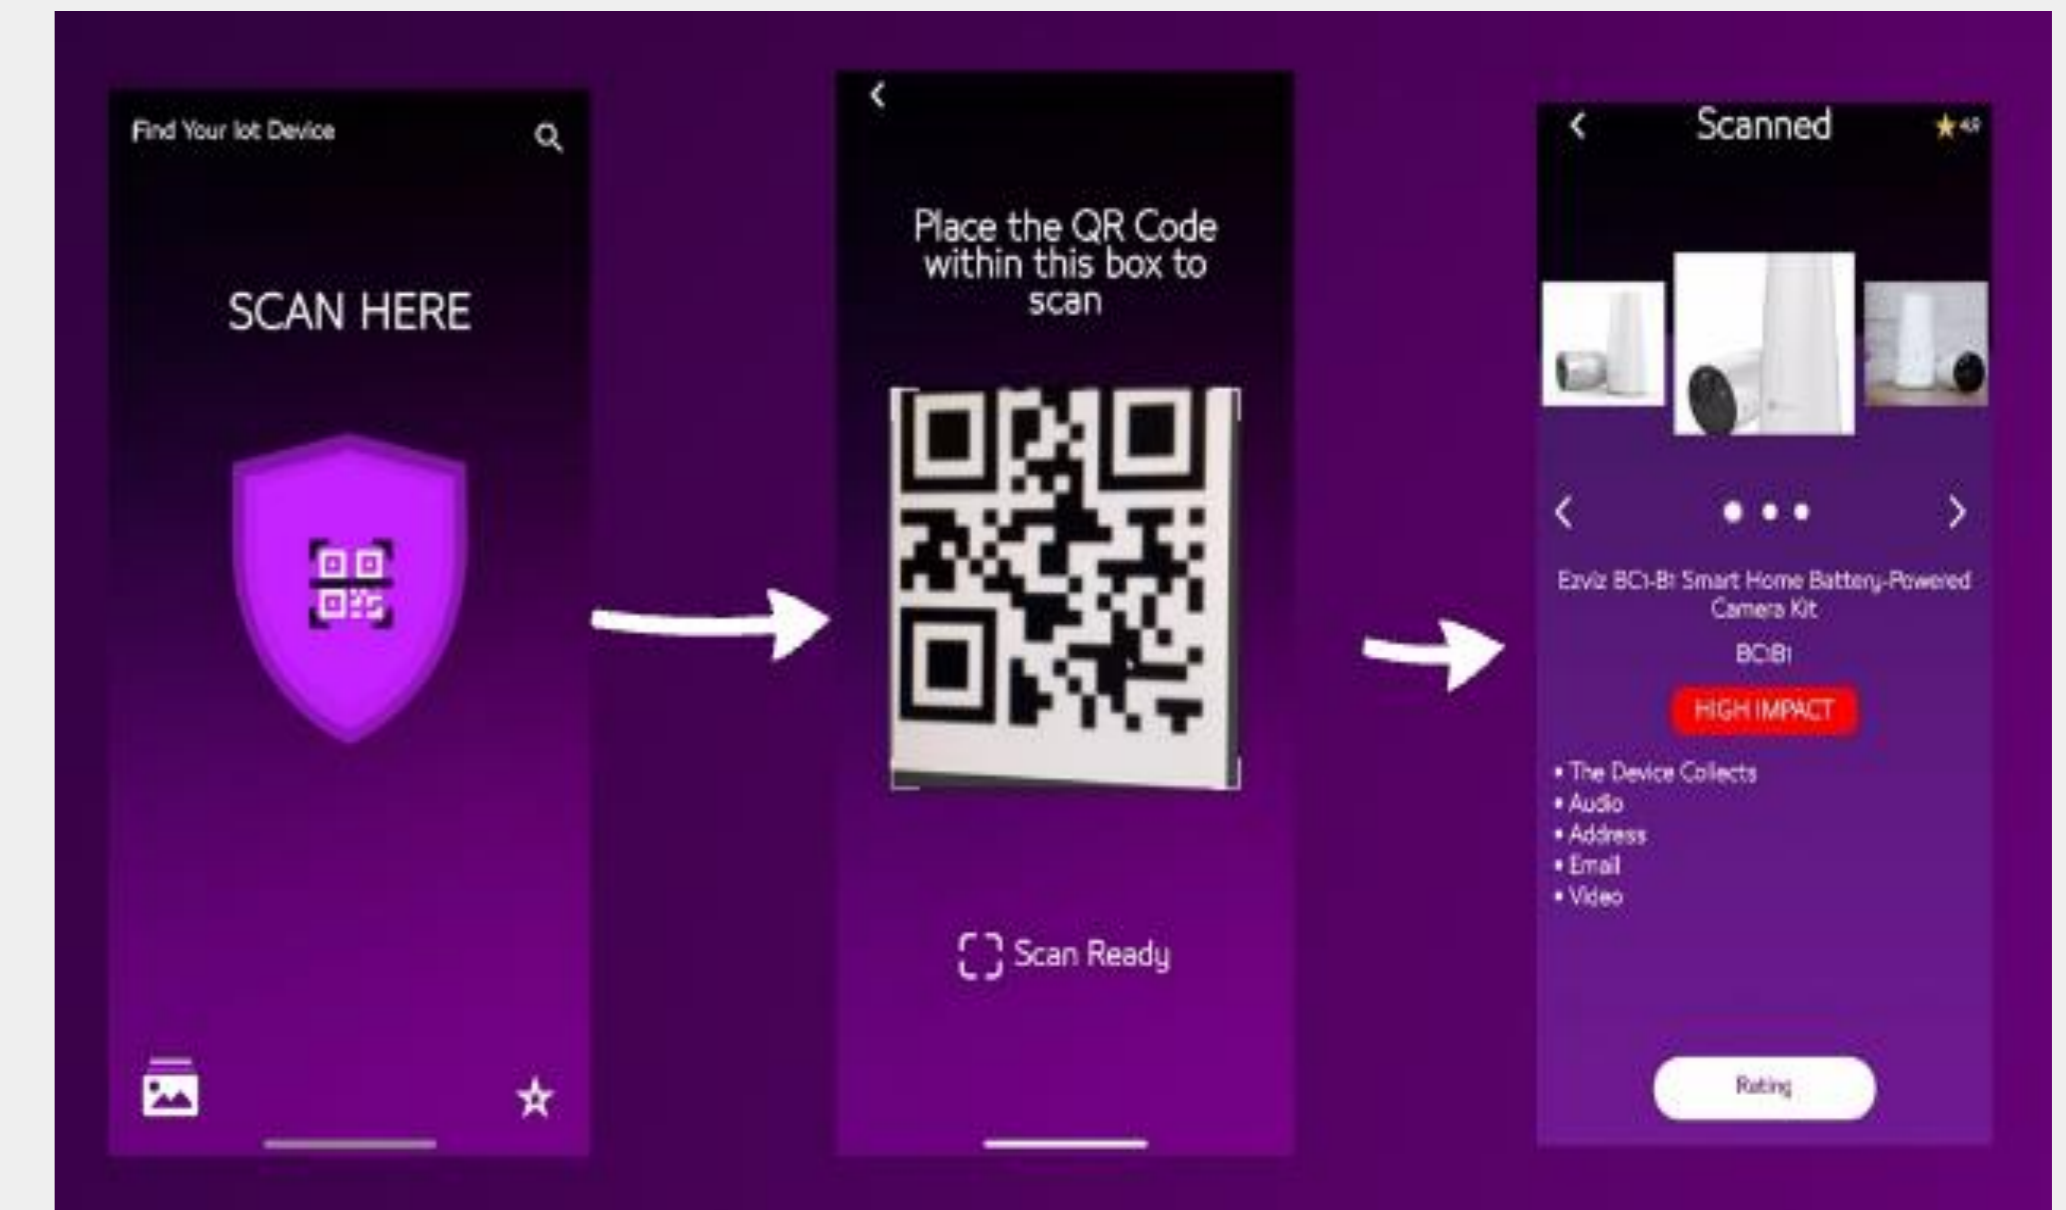 Find Your Iot Device
SCAN HERE
Place the QR Code
within this box to
scan
Scan Ready
Scanned
Ezviz BC1-B1 Smart Home Battery-Powered
Camera Kit
BC1B1
HIGH IMPACT
• The Device Collects
• Audio
• Address
• Email
• Video
Rating